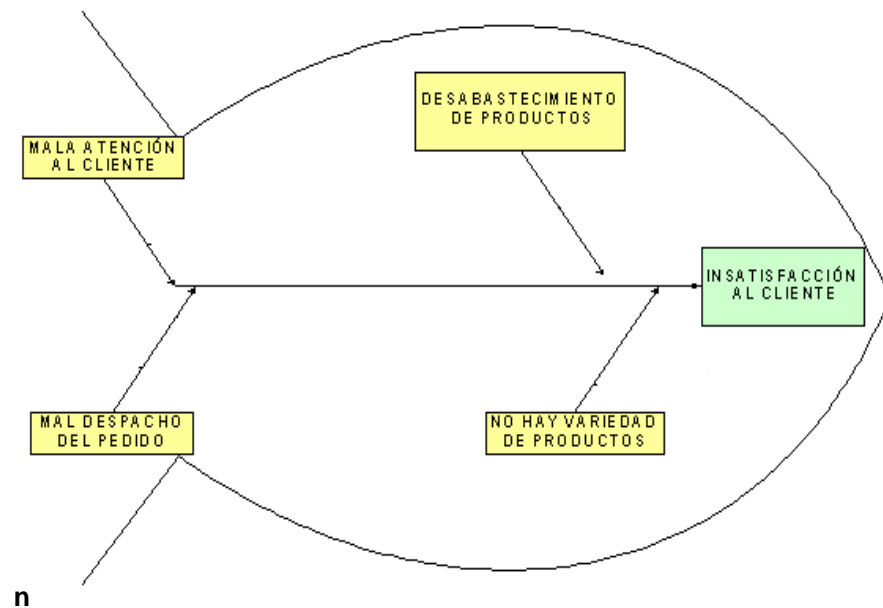 DESABASTECIMIENTO
DE PRODUCTOS
MALA ATENCIÓN
AL CLIENTE
INSATISFACCIÓN
AL CLIENTE
MAL DESPACHO
DEL PEDIDO
NO HAY VARIEDAD
DE PRODUCTOS
n